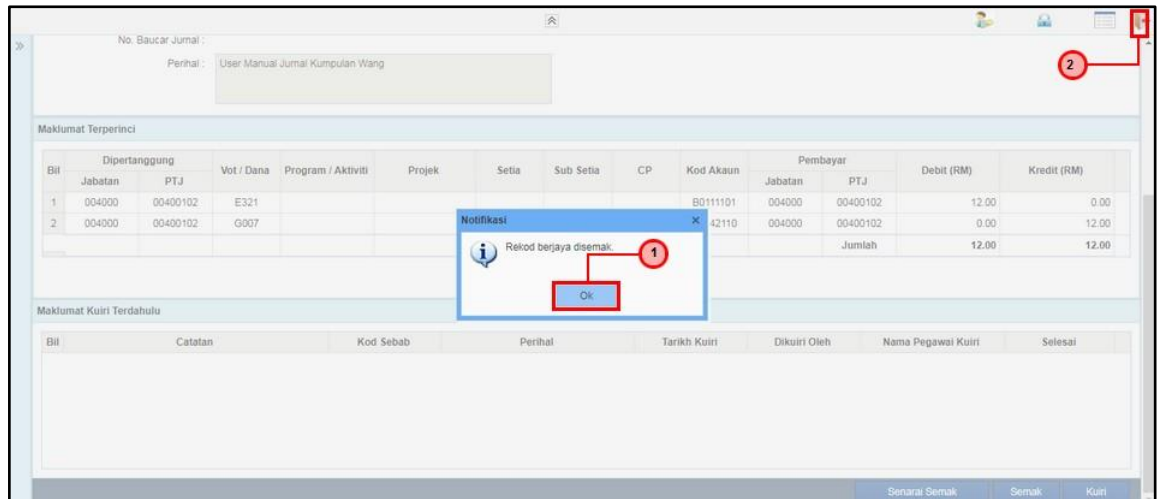 2
No. Baucar Jurnal :
Perihal : User Manual Jurnal Kumpulan Wang
Maklumat Terperinci
Bil Dipertanggung Vot / Dana Program / Aktiviti Projek Setia Sub Setia CP Kod Akaun Pembayar Debit (RM) Kredit (RM)
Jabatan PTJ Jabatan PTJ
1 004000 00400102 E321 B0111101 004000 00400102 12.00 0.00
2 004000 00400102 G007 42110 004000 00400102 0.00 12.00
Jumlah 12.00 12.00
Notifikasi
Rekod berjaya disemak.
1
Ok
Maklumat Kuiri Terdahulu
Bil Catatan Kod Sebab Perihal Tarikh Kuiri Dikuiri Oleh Nama Pegawai Kuiri Selesai
Senarai Semak Semak Kuiri